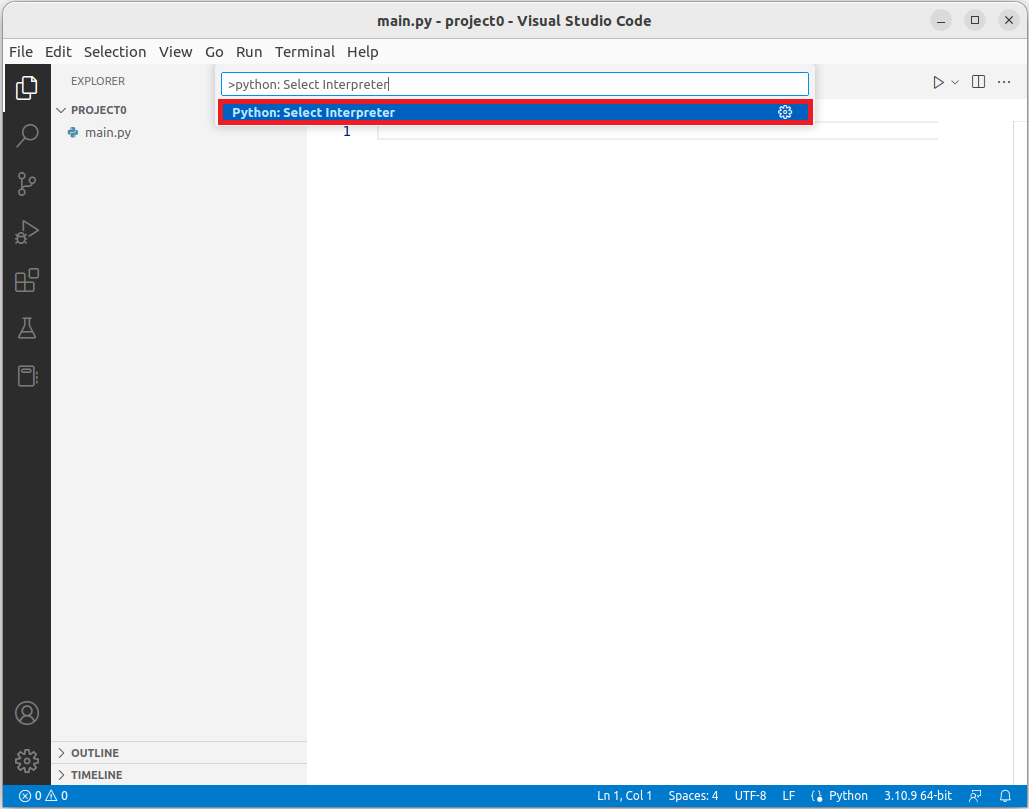 main.py - project0 - Visual Studio Code
File Edit Selection View Go Run Terminal Help
EXPLORER
>python: Select Interpreter
Python: Select Interpreter
PROJECT0
main.py
1
OUTLINE
TIMELINE
0 0 Ln 1, Col 1 Spaces: 4 UTF-8 LF Python 3.10.9 64-bit